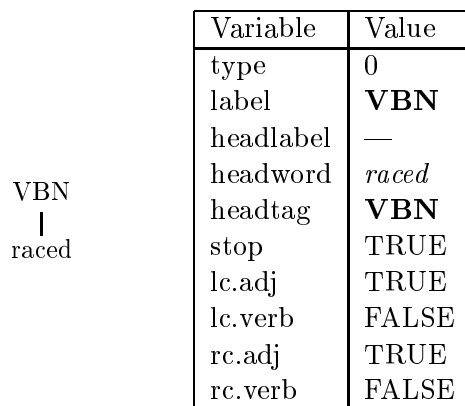 VBN
raced
Variable Value
type 0
label VBN
headlabel —
headword raced
headtag VBN
stop TRUE
lc.adj TRUE
lc.verb FALSE
rc.adj TRUE
rc.verb FALSE